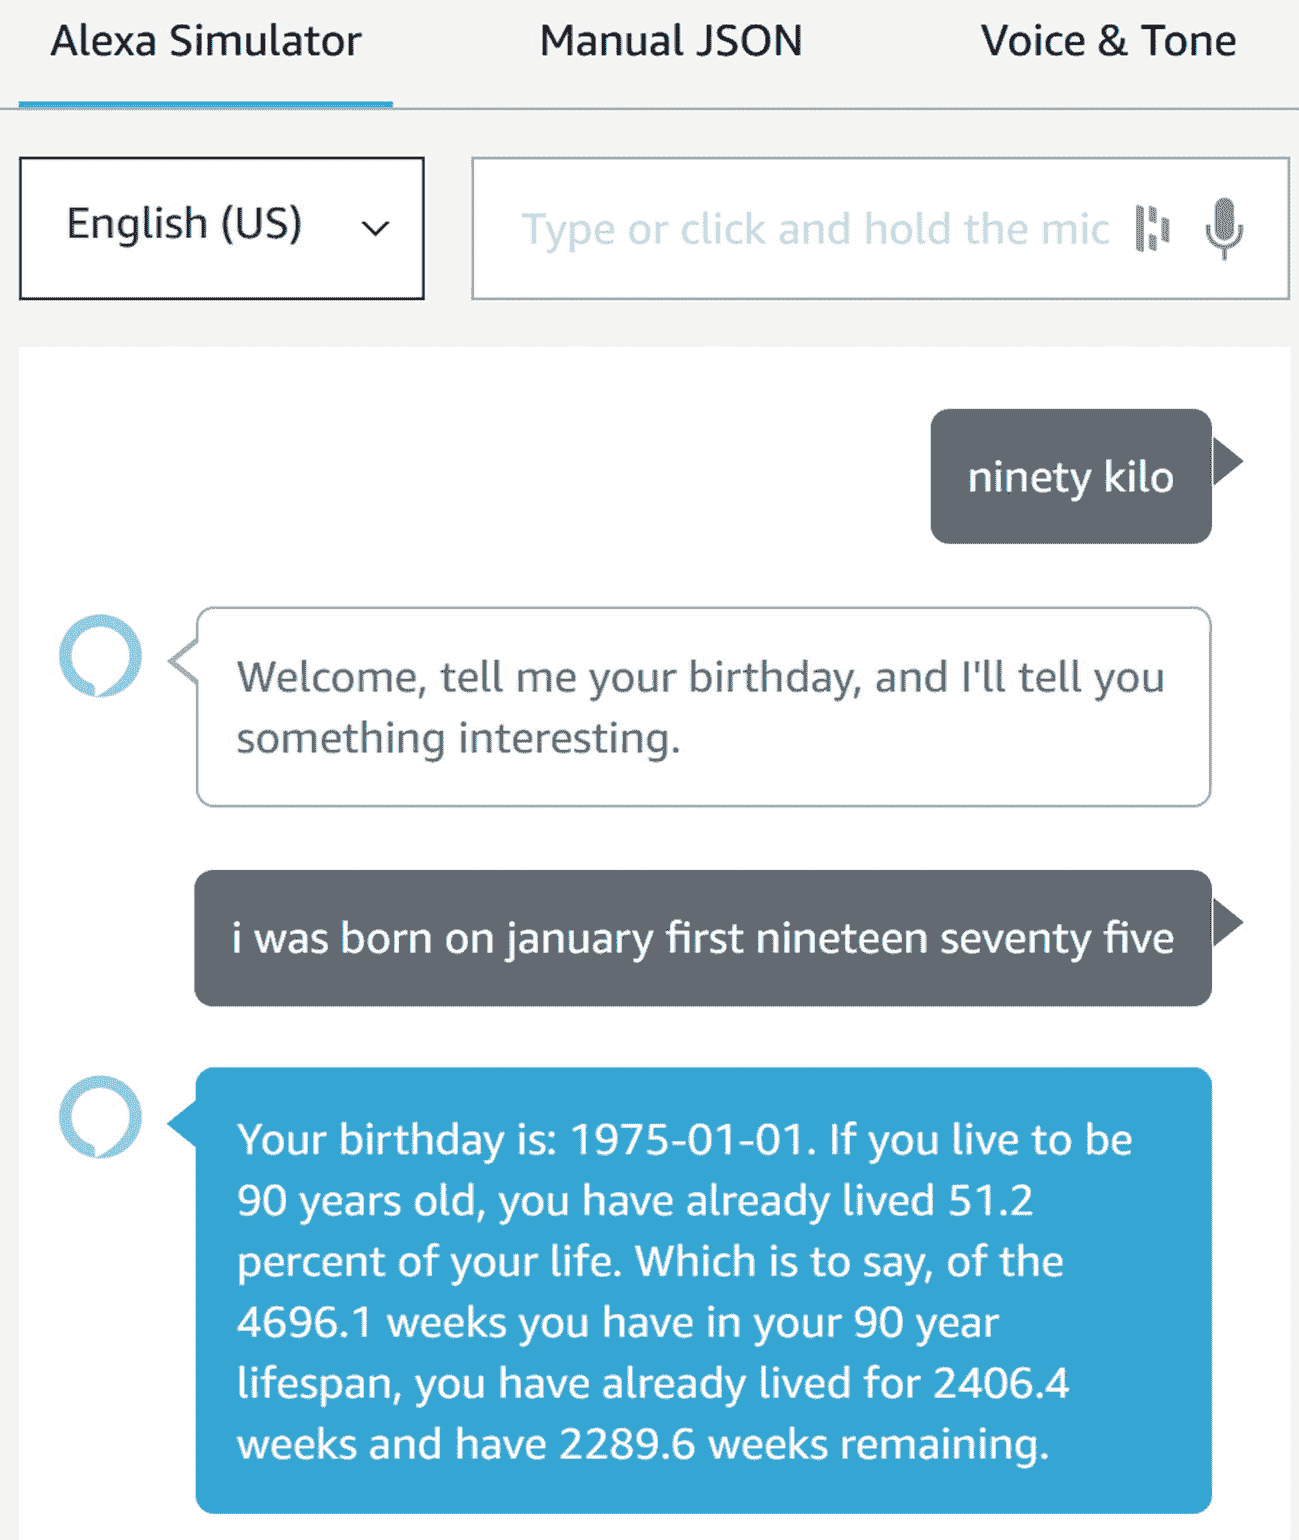 Alexa Simulator Manual JSON Voice & Tone
English (US) Type or click and hold the mic
ninety kilo
Welcome, tell me your birthday, and I'll tell you
something interesting.
i was born on january first nineteen seventy five
Your birthday is: 1975-01-01. If you live to be
90 years old, you have already lived 51.2
percent of your life. Which is to say, of the
4696.1 weeks you have in your 90 year
lifespan, you have already lived for 2406.4
weeks and have 2289.6 weeks remaining.